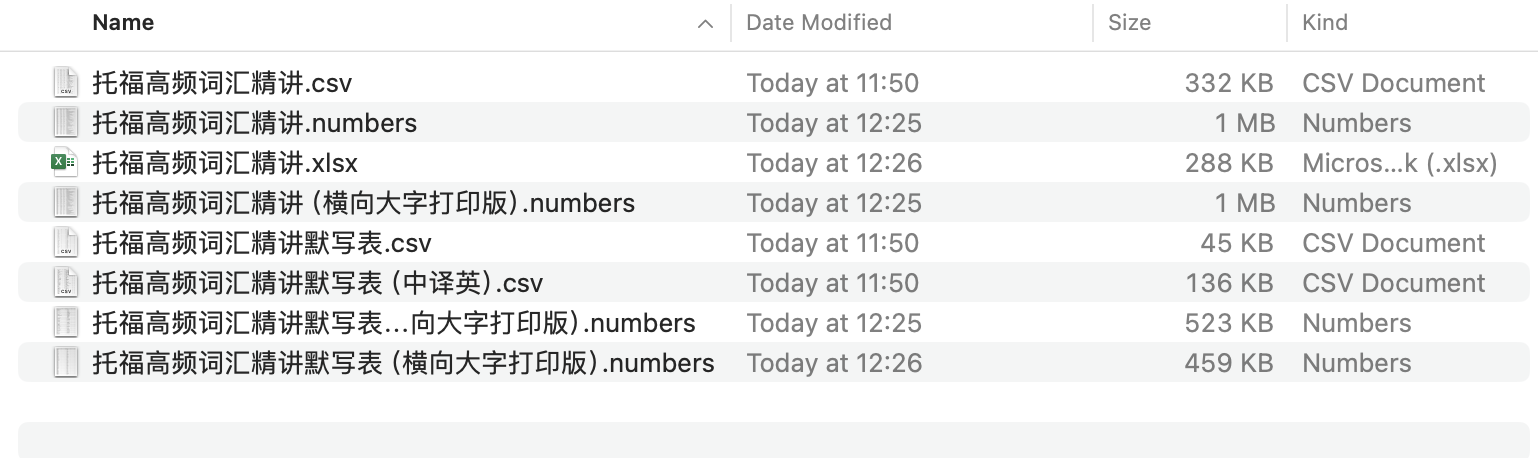 Name Date Modified Size Kind
托福高频词汇精讲.csv Today at 11:50 332 KB CSV Document
托福高频词汇精讲.numbers Today at 12:25 1 MB Numbers
托福高频词汇精讲.xlsx Today at 12:26 288 KB Micros...k (.xlsx)
托福高频词汇精讲（横向大字打印版）.numbers Today at 12:25 1 MB Numbers
托福高频词汇精讲默写表.csv Today at 11:50 45 KB CSV Document
托福高频词汇精讲默写表（中译英）.csv Today at 11:50 136 KB CSV Document
托福高频词汇精讲默写表...向大字打印版）.numbers Today at 12:25 523 KB Numbers
托福高频词汇精讲默写表（横向大字打印版）.numbers Today at 12:26 459 KB Numbers